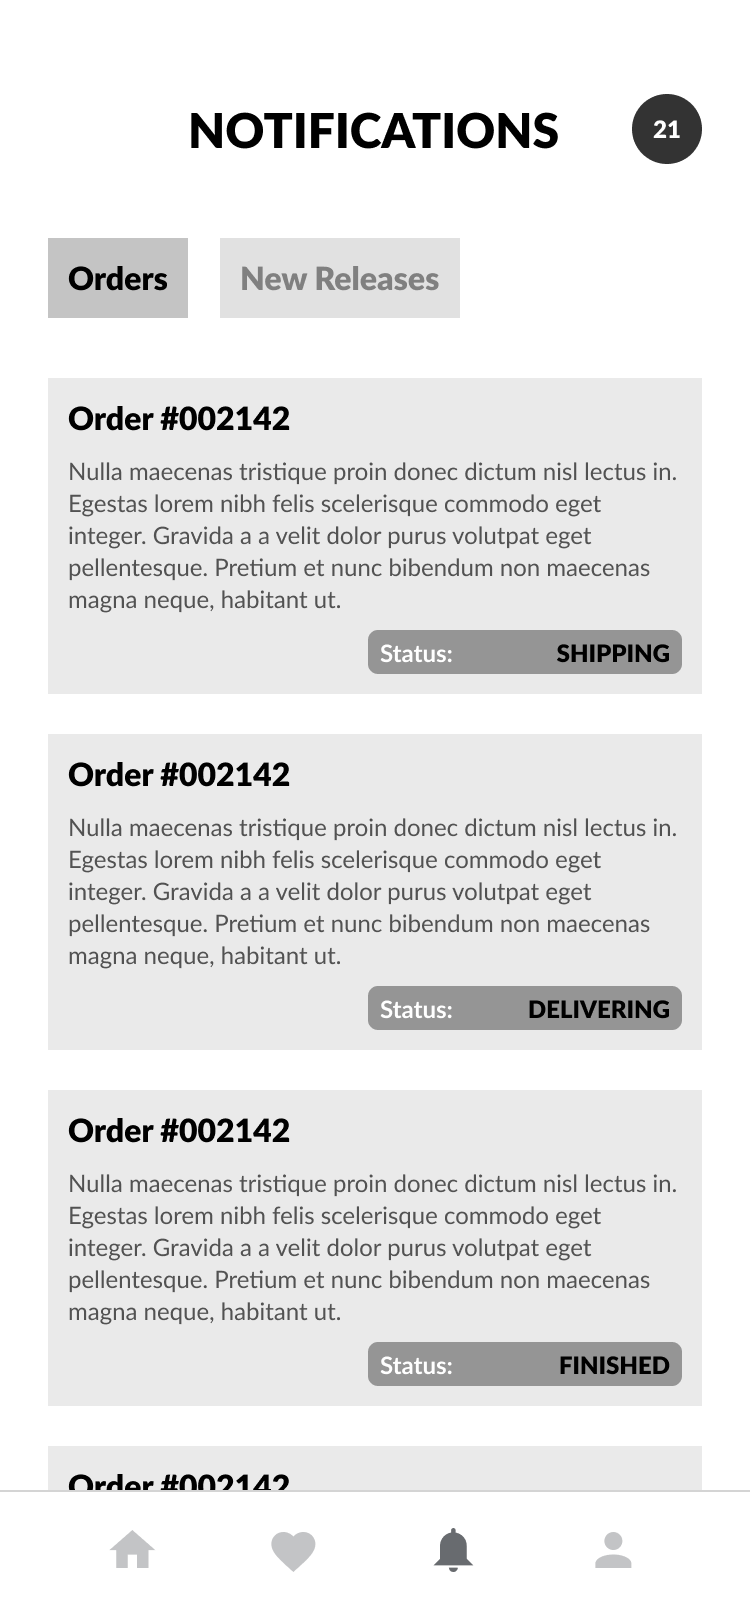 NOTIFICATIONS
21
Orders
New Releases
Order #002142
Nulla maecenas tristique proin donec dictum nisl lectus in.
Egestas lorem nibh felis scelerisque commodo eget
integer. Gravida a a velit dolor purus volutpat eget
pellentesque. Pretium et nunc bibendum non maecenas
magna neque, habitant ut.
Status: SHIPPING
Order #002142
Nulla maecenas tristique proin donec dictum nisl lectus in.
Egestas lorem nibh felis scelerisque commodo eget
integer. Gravida a a velit dolor purus volutpat eget
pellentesque. Pretium et nunc bibendum non maecenas
magna neque, habitant ut.
Status: DELIVERING
Order #002142
Nulla maecenas tristique proin donec dictum nisl lectus in.
Egestas lorem nibh felis scelerisque commodo eget
integer. Gravida a a velit dolor purus volutpat eget
pellentesque. Pretium et nunc bibendum non maecenas
magna neque, habitant ut.
Status: FINISHED
Order #002142